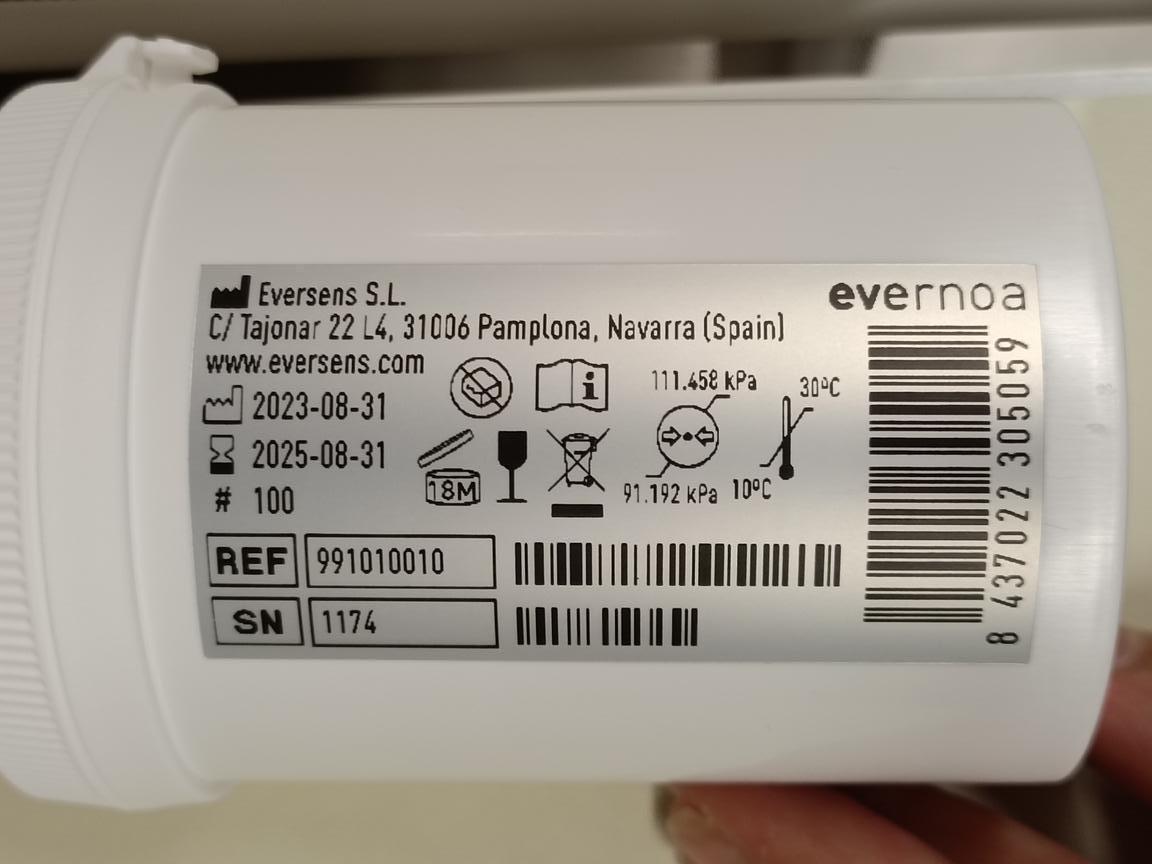 Eversens S.L.
C/ Tajonar 22 L4, 31006 Pamplona, Navarra (Spain)
www.eversens.com
2023-08-31
2025-08-31
# 100
18M
111.458 kPa
91.192 kPa
30ºC
10ºC
REF 991010010
SN 1174
evernoa
8 437022 305059